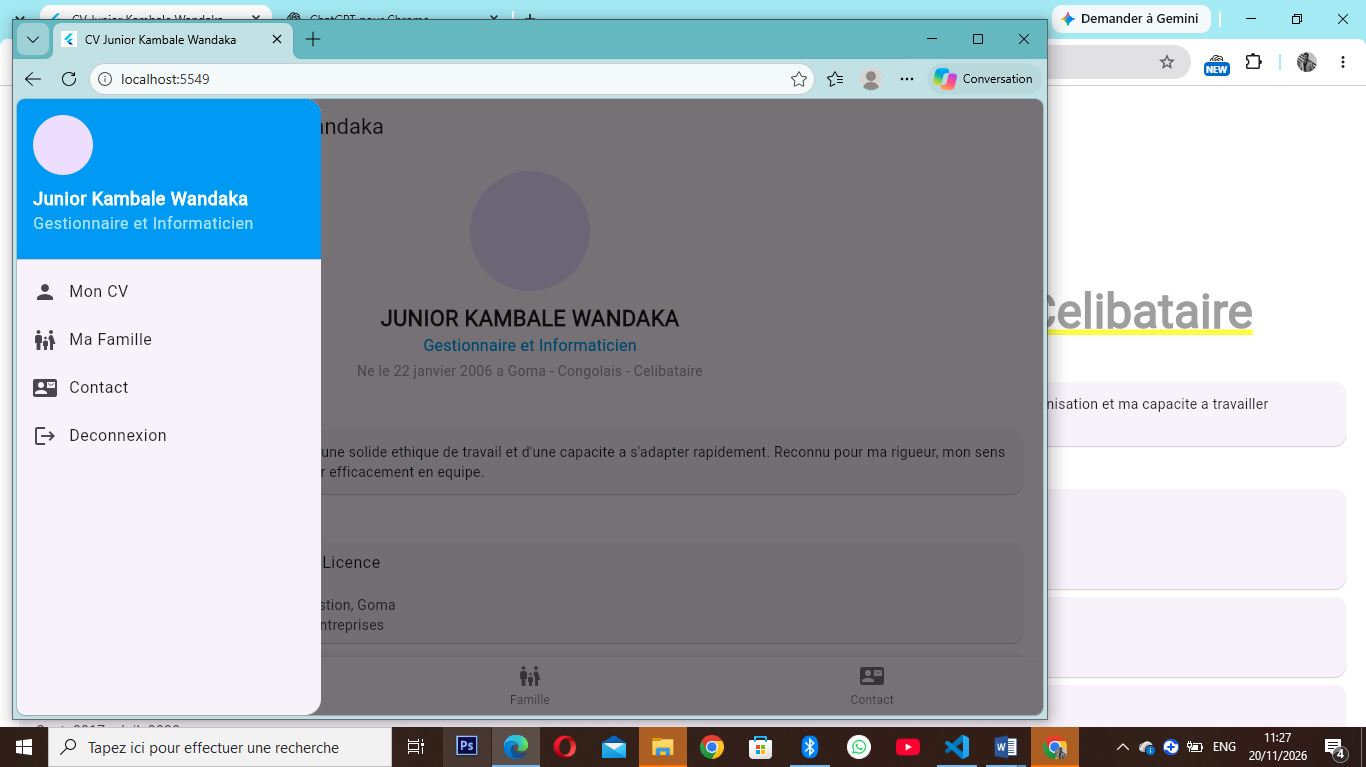 CV Junior Kambale Wandaka
ChatGPT pour Chrome
Demander à Gemini
CV Junior Kambale Wandaka
localhost:5549
Conversation
NEW
Junior Kambale Wandaka
Gestionnaire et Informaticien
Mon CV
Ma Famille
Contact
Deconnexion
andaka
JUNIOR KAMBALE WANDAKA
Gestionnaire et Informaticien
Ne le 22 janvier 2006 a Goma - Congolais - Celibataire
une solide ethique de travail et d'une capacite a s'adapter rapidement. Reconnu pour ma rigueur, mon sens
r efficacement en equipe.
Licence
stion, Goma
ntreprises
Famille
Contact
Celibataire
nisation et ma capacite a travailler
Ps
Tapez ici pour effectuer une recherche
ENG
11:27
20/11/2026
4